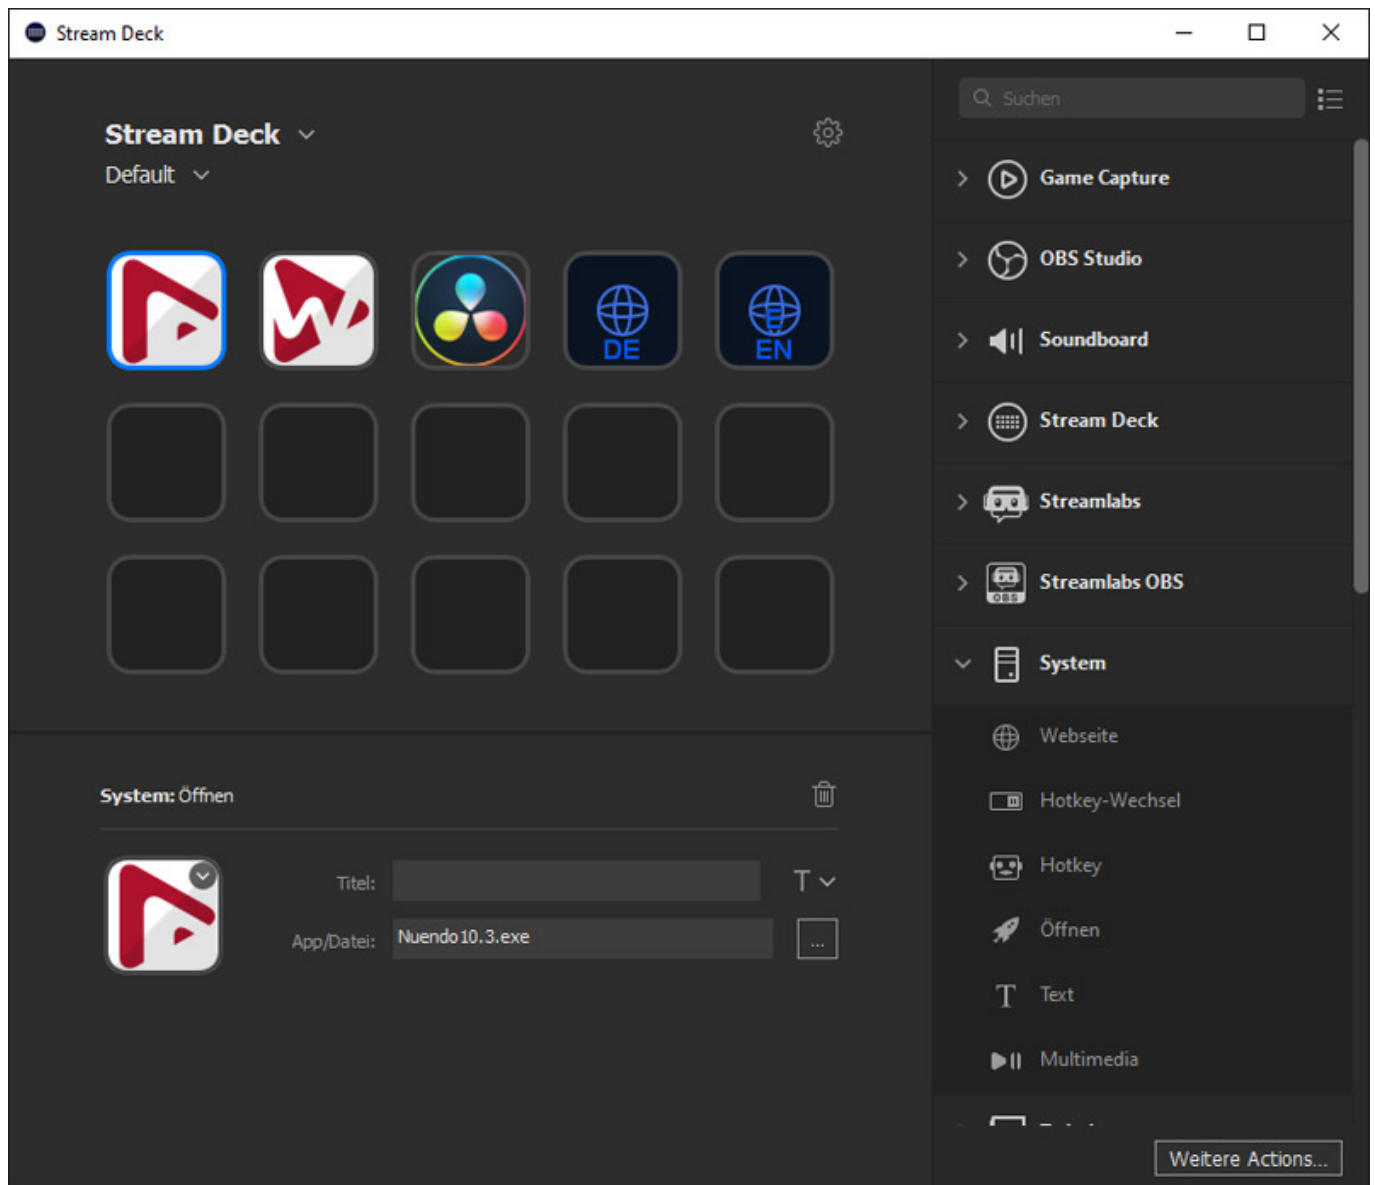 Stream Deck
Stream Deck
Default
DE
EN
System: Öffnen
Titel:
App/Datei:
Nuendo10.3.exe
...
Suchen
Game Capture
OBS Studio
Soundboard
Stream Deck
Streamlabs
OBS
Streamlabs OBS
System
Webseite
Hotkey-Wechsel
Hotkey
Öffnen
T
Text
Multimedia
Weitere Actions...